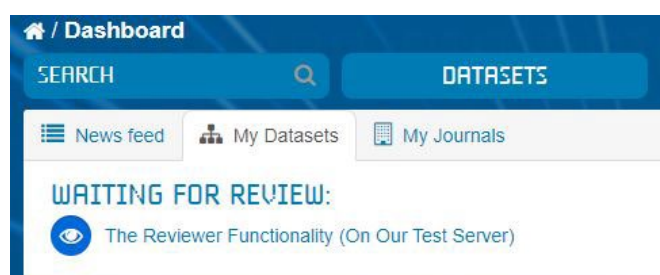 / Dashboard
SEARCH DATASETS
News feed My Datasets My Journals
WAITING FOR REVIEW:
The Reviewer Functionality (On Our Test Server)